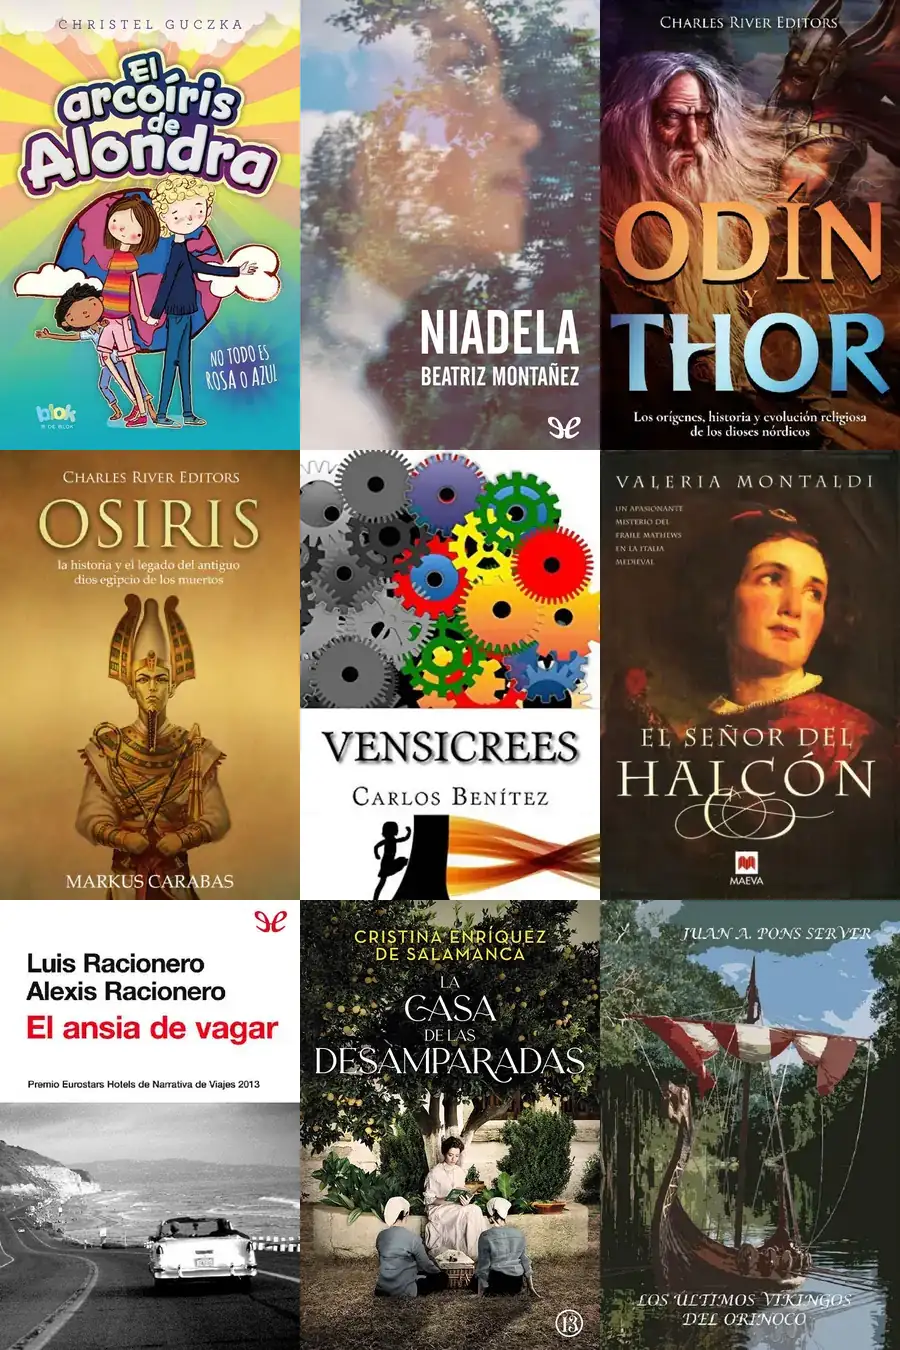 CHRISTEL GUCZKA
El
arcoíris
de
Alondra
NO TODO ES
ROSA O AZUL
blok
B DE BLOK
NIADELA
BEATRIZ MONTAÑEZ
CHARLES RIVER EDITORS
ODÍN
Y
THOR
Los orígenes, historia y evolución religiosa
de los dioses nórdicos
CHARLES RIVER EDITORS
OSIRIS
la historia y el legado del antiguo
dios egipcio de los muertos
MARKUS CARABAS
VENSICREES
CARLOS BENÍTEZ
VALERIA MONTALDI
UN APASIONANTE
MISTERIO DEL
FRAILE MATHEWS
EN LA ITALIA
MEDIEVAL
EL SEÑOR DEL
HALCÓN
MAEVA
Luis Racionero
Alexis Racionero
El ansia de vagar
Premio Eurostars Hotels de Narrativa de Viajes 2013
CRISTINA ENRÍQUEZ
DE SALAMANCA
LA
CASA
DE LAS
DESAMPARADAS
13
JUAN A. PONS SERVER
LOS ÚLTIMOS VIKINGOS
DEL ORINOCO